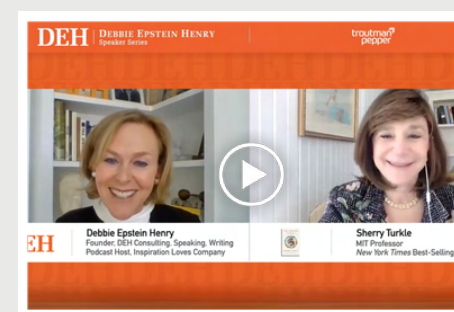 DEH DEBBIE EPSTEIN HENRY
Speaker Series
troutman
pepper
EH
Debbie Epstein Henry
Founder, DEH Consulting, Speaking, Writing
Podcast Host, Inspiration Loves Company
Sherry Turkle
MIT Professor
New York Times Best-Selling